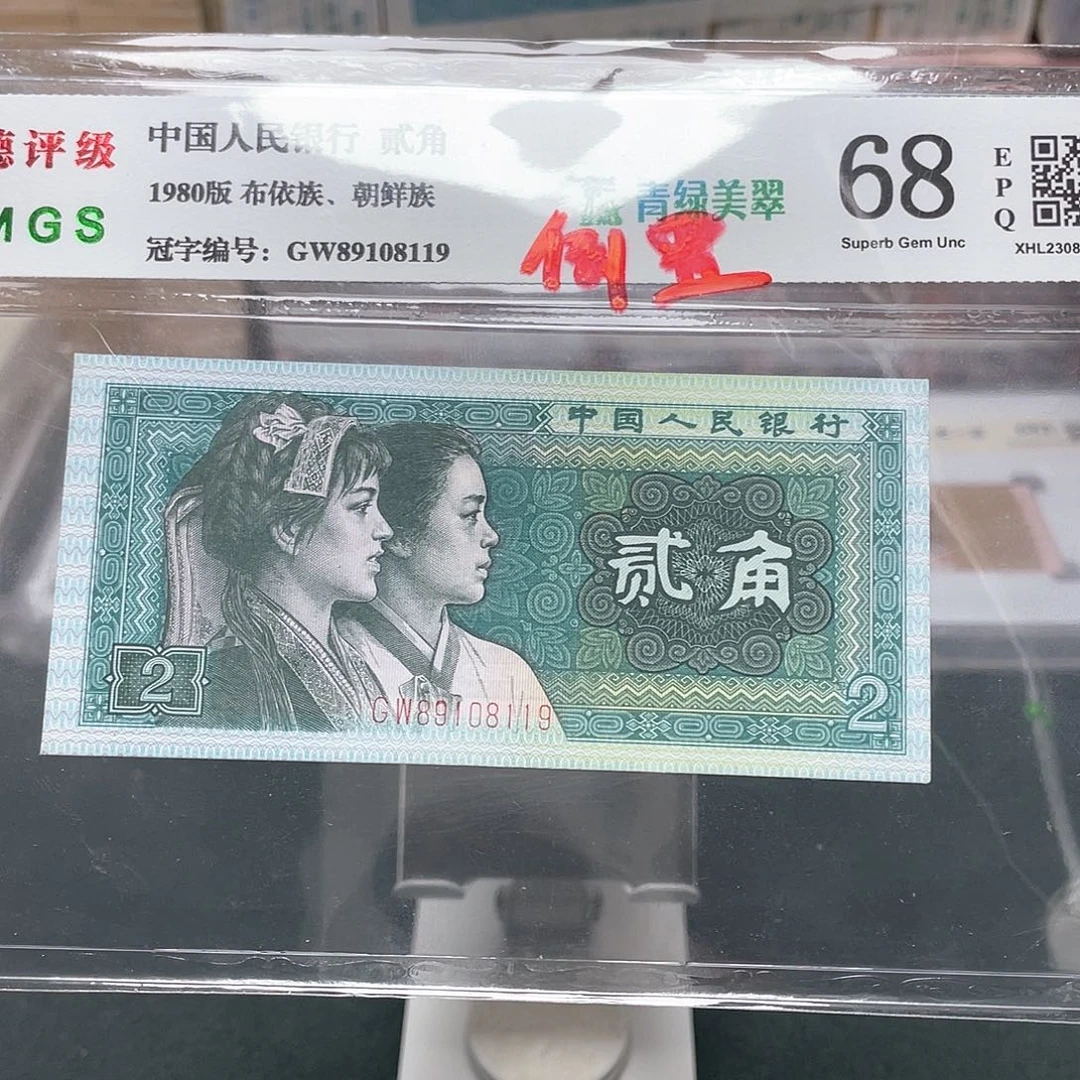 德评级
MGS
中国人民银行 贰角
1980版 布依族、朝鲜族
冠字编号：GW89108119
青绿美翠
倒置
68
Superb Gem Unc
EPQ
XHL2308
中国人民银行
贰角
2
GW89108119
2